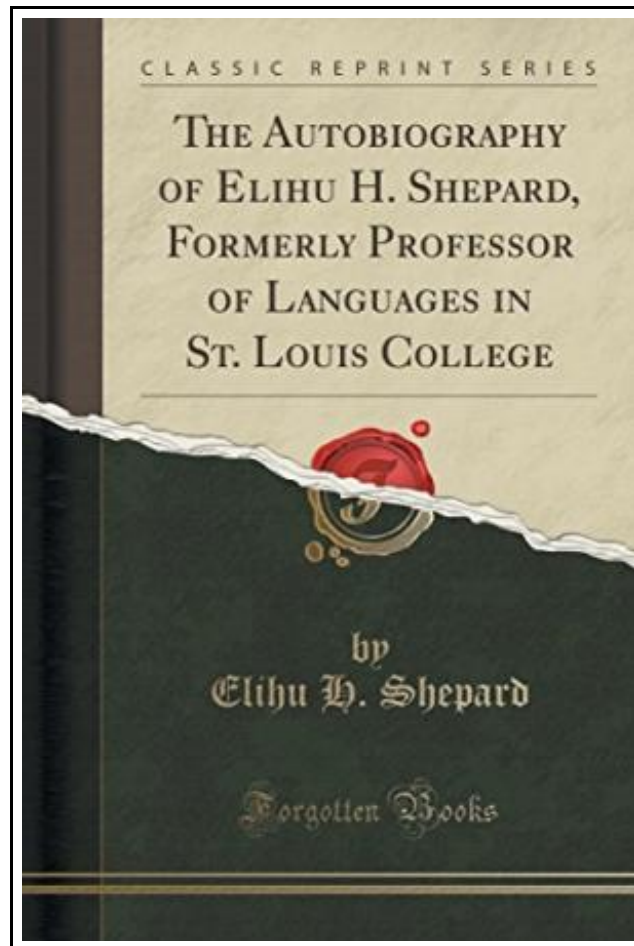 CLASSIC REPRINT SERIES
THE AUTOBIOGRAPHY
OF ELIHU H. SHEPARD,
FORMERLY PROFESSOR
OF LANGUAGES IN
ST. LOUIS COLLEGE
by
Elihu H. Shepard
Forgotten Books